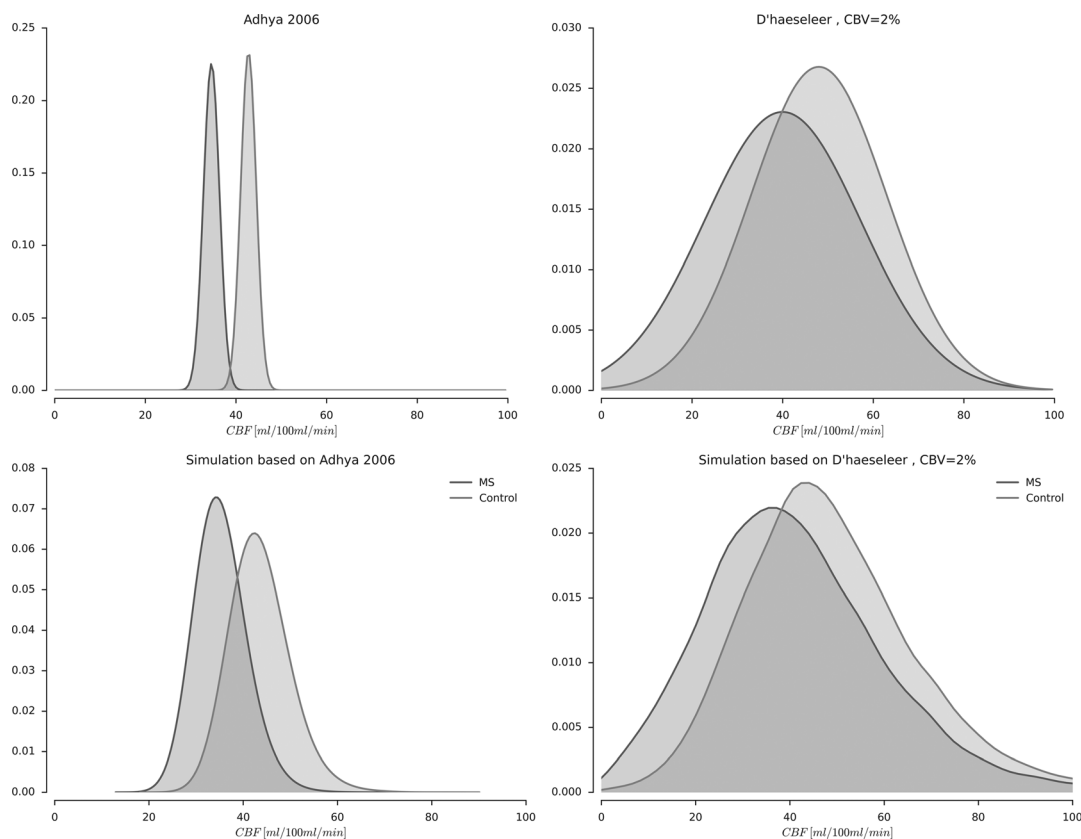 Adhya 2006
0.25
0.20
0.15
0.10
0.05
0.00
0 20 40 60 80 100
CBF [ml/100ml/min]
D'haeseleer , CBV=2%
0.030
0.025
0.020
0.015
0.010
0.005
0.000
0 20 40 60 80 100
CBF [ml/100ml/min]
Simulation based on Adhya 2006
0.08
0.07
0.06
0.05
0.04
0.03
0.02
0.01
0.00
MS
Control
0 20 40 60 80 100
CBF [ml/100ml/min]
Simulation based on D'haeseleer , CBV=2%
0.025
0.020
0.015
0.010
0.005
0.000
MS
Control
0 20 40 60 80 100
CBF [ml/100ml/min]